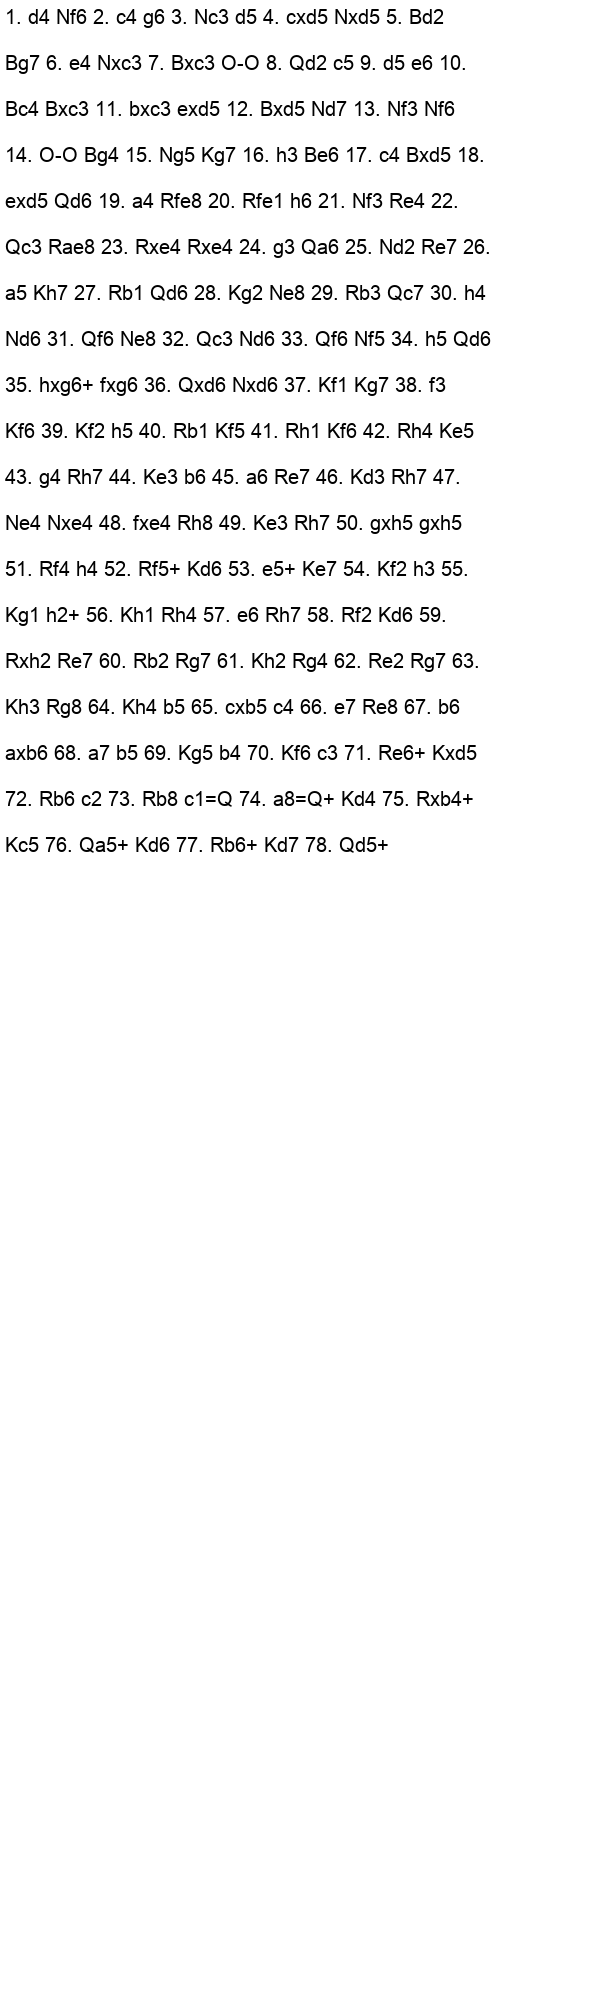 1. d4 Nf6 2. c4 g6 3. Nc3 d5 4. cxd5 Nxd5 5. Bd2
Bg7 6. e4 Nxc3 7. Bxc3 O-O 8. Qd2 c5 9. d5 e6 10.
Bc4 Bxc3 11. bxc3 exd5 12. Bxd5 Nd7 13. Nf3 Nf6
14. O-O Bg4 15. Ng5 Kg7 16. h3 Be6 17. c4 Bxd5 18.
exd5 Qd6 19. a4 Rfe8 20. Rfe1 h6 21. Nf3 Re4 22.
Qc3 Rae8 23. Rxe4 Rxe4 24. g3 Qa6 25. Nd2 Re7 26.
a5 Kh7 27. Rb1 Qd6 28. Kg2 Ne8 29. Rb3 Qc7 30. h4
Nd6 31. Qf6 Ne8 32. Qc3 Nd6 33. Qf6 Nf5 34. h5 Qd6
35. hxg6+ fxg6 36. Qxd6 Nxd6 37. Kf1 Kg7 38. f3
Kf6 39. Kf2 h5 40. Rb1 Kf5 41. Rh1 Kf6 42. Rh4 Ke5
43. g4 Rh7 44. Ke3 b6 45. a6 Re7 46. Kd3 Rh7 47.
Ne4 Nxe4 48. fxe4 Rh8 49. Ke3 Rh7 50. gxh5 gxh5
51. Rf4 h4 52. Rf5+ Kd6 53. e5+ Ke7 54. Kf2 h3 55.
Kg1 h2+ 56. Kh1 Rh4 57. e6 Rh7 58. Rf2 Kd6 59.
Rxh2 Re7 60. Rb2 Rg7 61. Kh2 Rg4 62. Re2 Rg7 63.
Kh3 Rg8 64. Kh4 b5 65. cxb5 c4 66. e7 Re8 67. b6
axb6 68. a7 b5 69. Kg5 b4 70. Kf6 c3 71. Re6+ Kxd5
72. Rb6 c2 73. Rb8 c1=Q 74. a8=Q+ Kd4 75. Rxb4+
Kc5 76. Qa5+ Kd6 77. Rb6+ Kd7 78. Qd5+